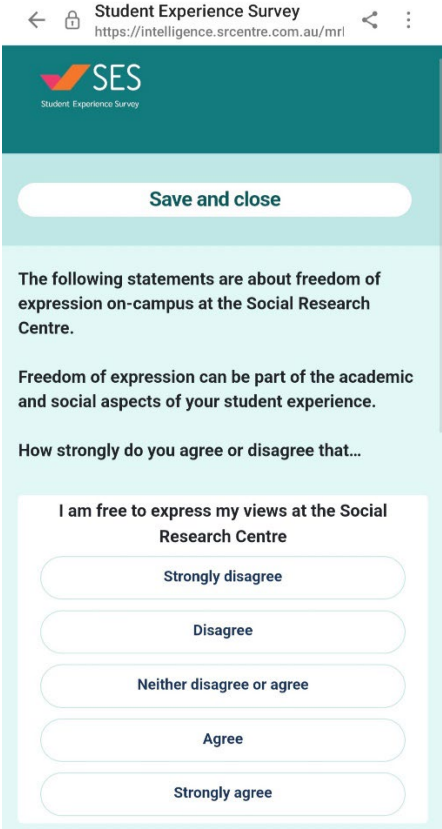 Student Experience Survey
https://intelligence.srcentre.com.au/mrl
SES
Student Experience Survey
Save and close
The following statements are about freedom of
expression on-campus at the Social Research
Centre.
Freedom of expression can be part of the academic
and social aspects of your student experience.
How strongly do you agree or disagree that...
I am free to express my views at the Social
Research Centre
Strongly disagree
Disagree
Neither disagree or agree
Agree
Strongly agree